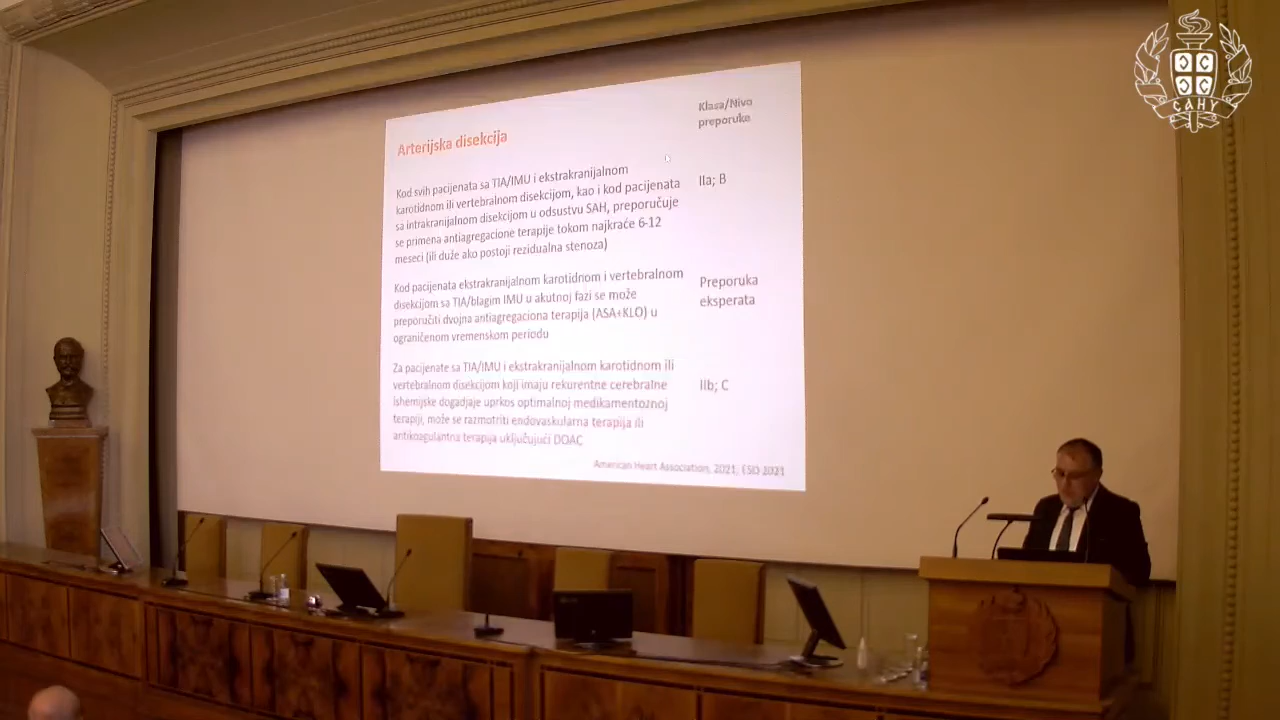 Klasa/Nivo
preporuke
Arterijska disekcija
Kod svih pacijenata sa TIA/IMU i ekstrakranijalnom
karotidnom ili vertebralnom disekcijom, kao i kod pacijenata
sa intrakranijalnom disekcijom u odsustvu SAH, preporučuje
se primena antiagregacione terapije tokom najkraće 6-12
meseci (ili duže ako postoji rezidualna stenoza)
IIa; B
Kod pacijenata ekstrakranijalnom karotidnom i vertebralnom
disekcijom sa TIA/blagim IMU u akutnoj fazi se može
preporučiti dvojna antiagregaciona terapija (ASA+KLO) u
ograničenom vremenskom periodu
Preporuka
eksperata
Za pacijenate sa TIA/IMU i ekstrakranijalnom karotidnom ili
vertebralnom disekcijom koji imaju rekurentne cerebralne
ishemijske dogadjaje uprkos optimalnoj medikamentoznoj
terapiji, može se razmotriti endovaskularna terapija ili
antikoagulantna terapija uključujući DOAC
IIb; C
American Heart Association, 2021; ESO 2021
САНУ